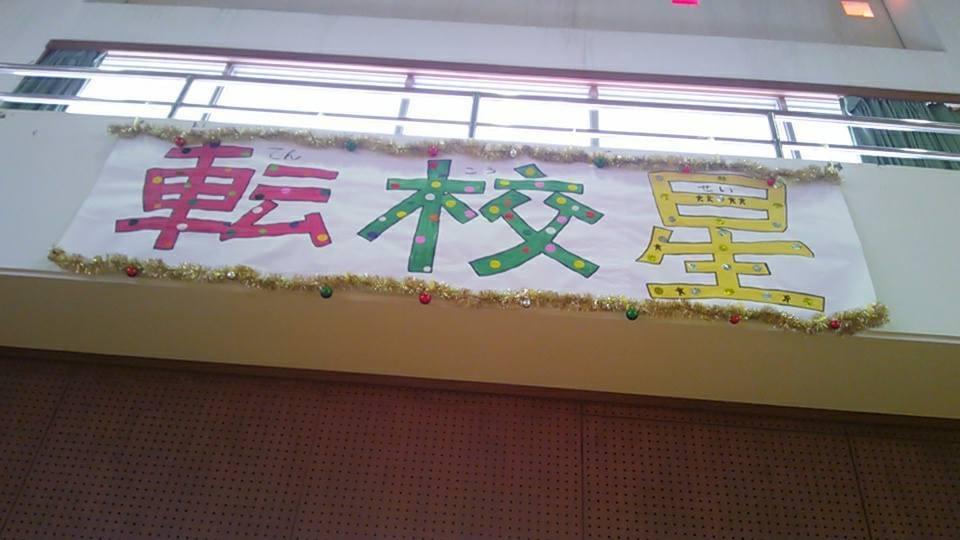 てん こう せい
転校星